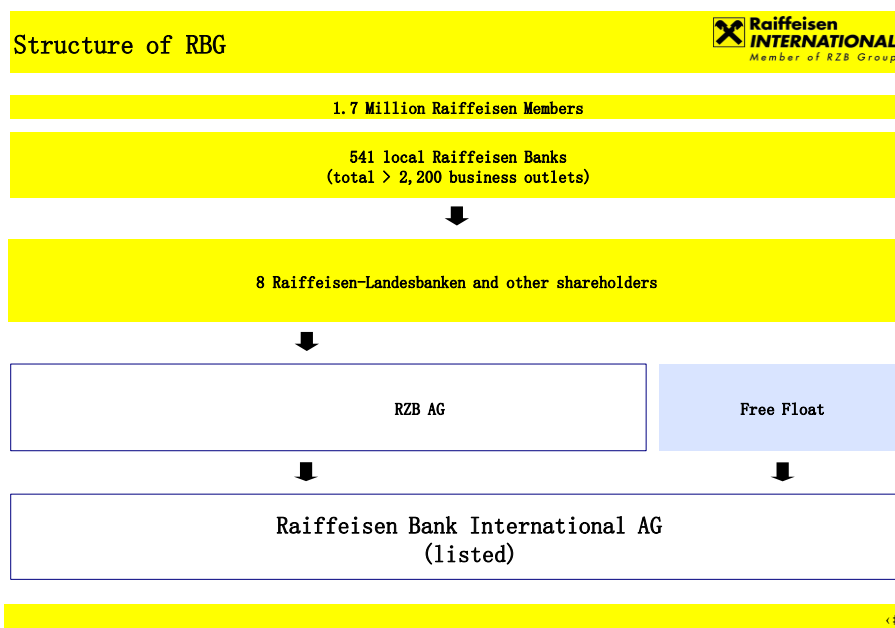 Structure of RBG
Raiffeisen
INTERNATIONAL
Member of RZB Group
1.7 Million Raiffeisen Members
541 local Raiffeisen Banks
(total > 2,200 business outlets)
8 Raiffeisen-Landesbanken and other shareholders
RZB AG
Free Float
Raiffeisen Bank International AG
(listed)